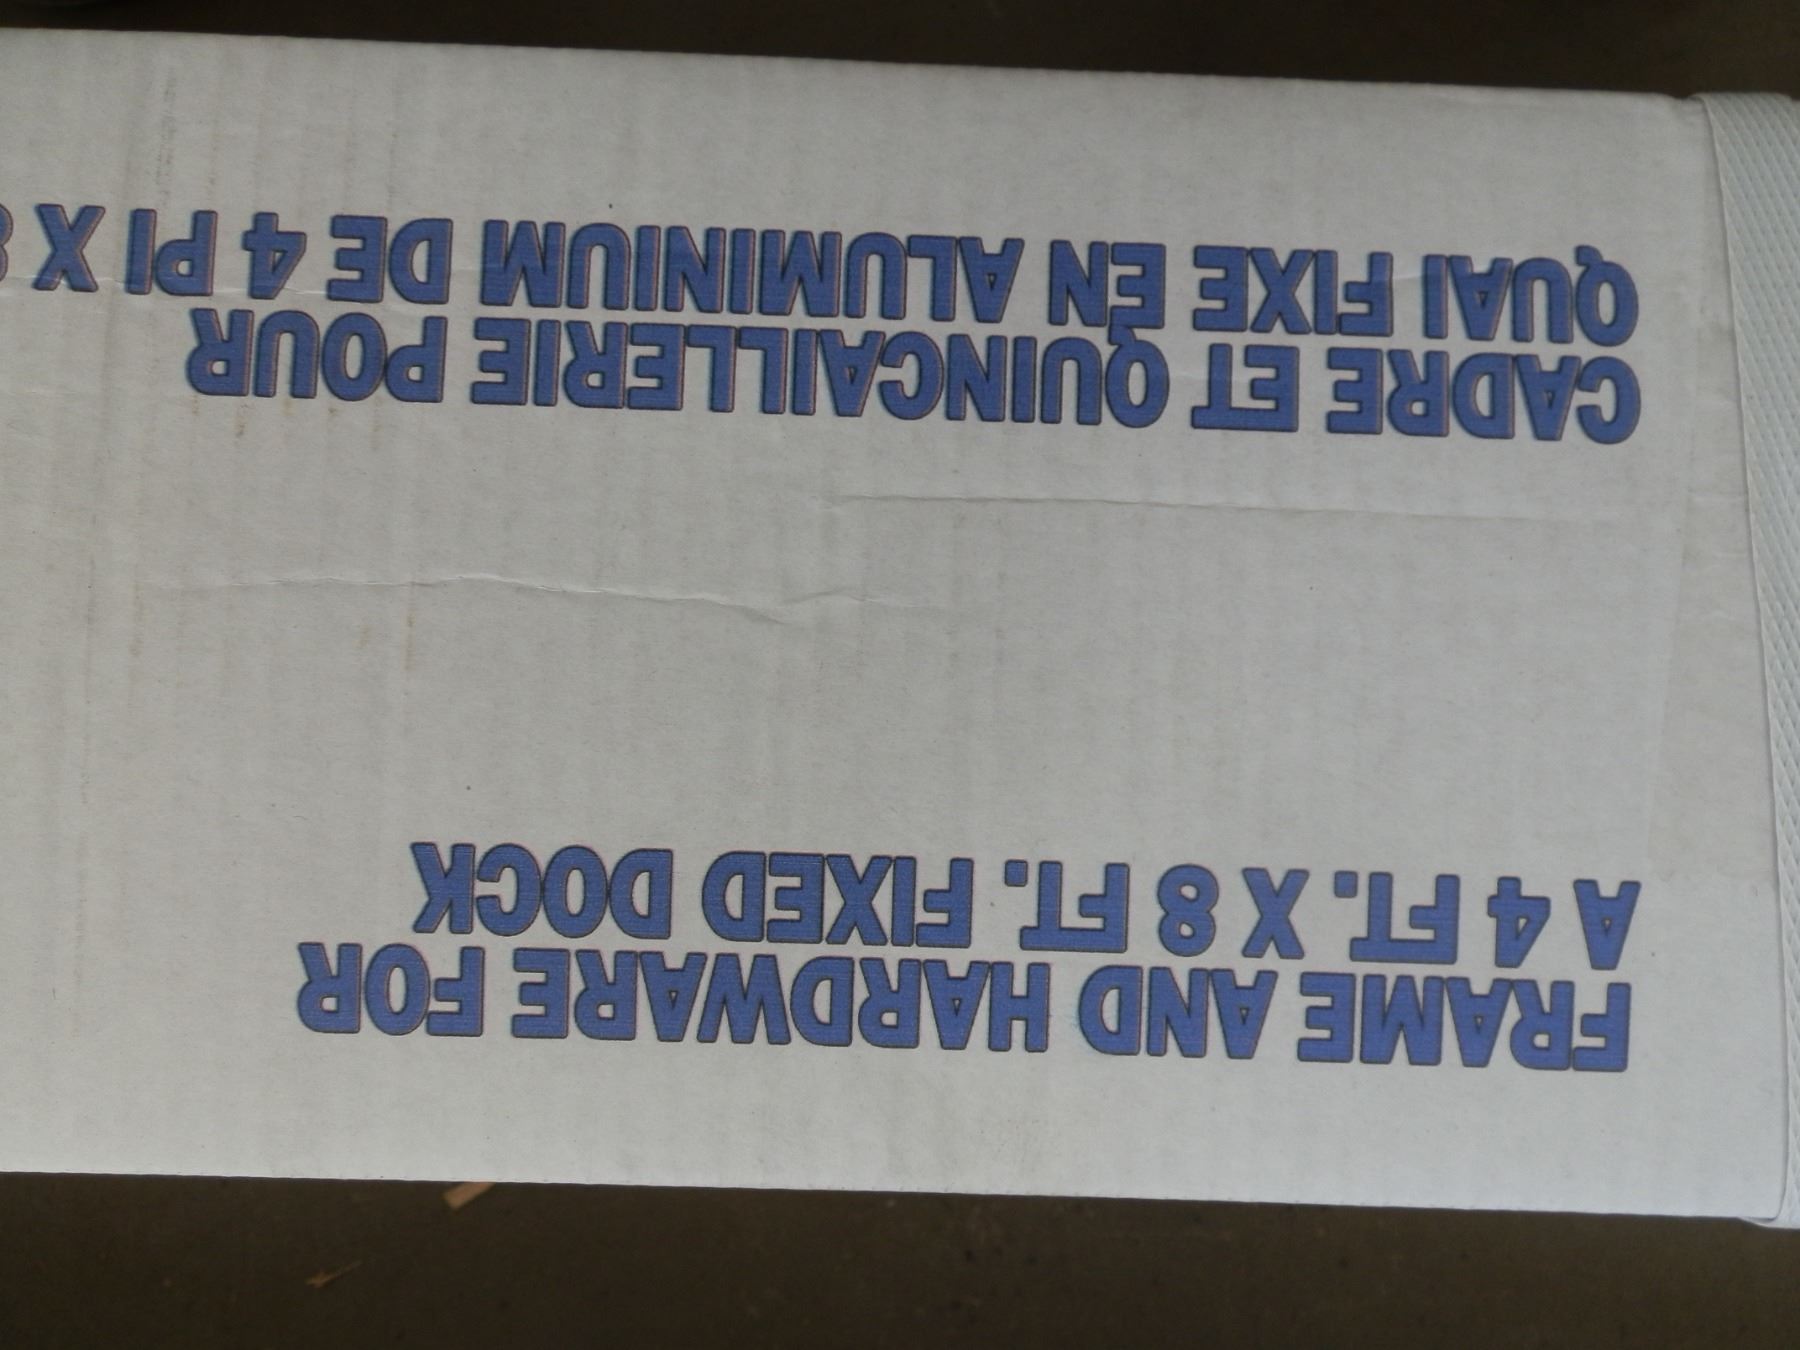 FRAME AND HARDWARE FOR
A 4 FT. X 8 FT. FIXED DOCK
CADRE ET QUINCAILLERIE POUR
QUAI FIXE EN ALUMINIUM DE 4 PI X